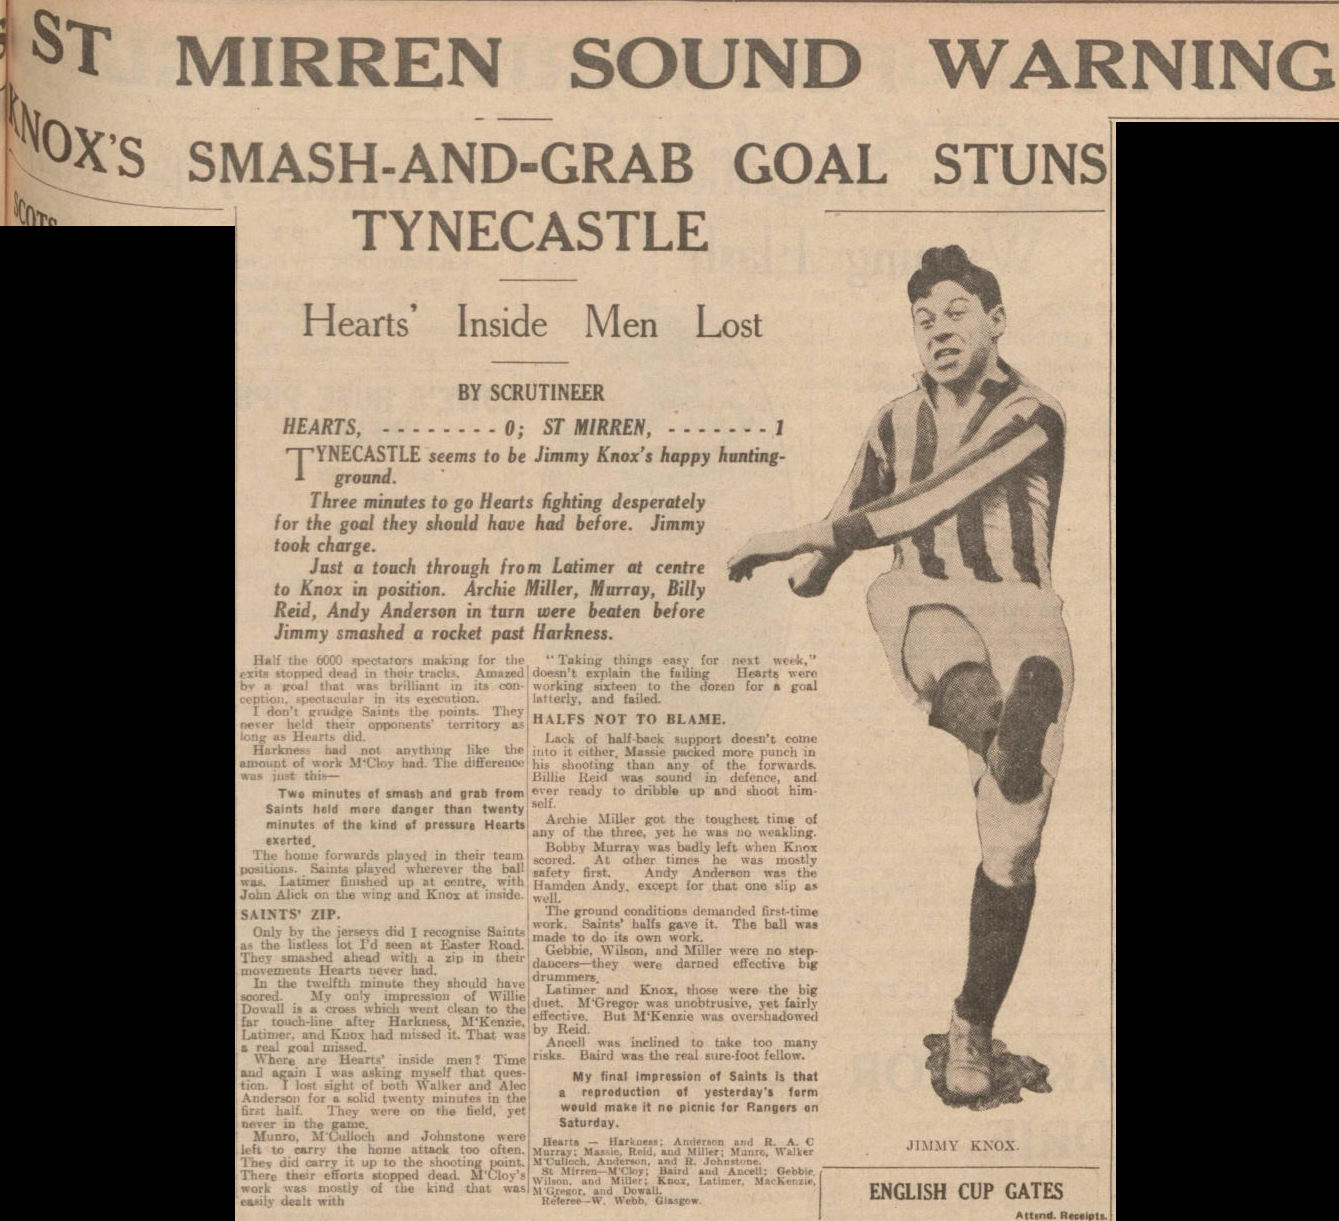 ST MIRREN SOUND WARNING
KNOX'S SMASH-AND-GRAB GOAL STUNS
SCOTS
TYNECASTLE
Hearts' Inside Men Lost
BY SCRUTINEER
HEARTS, - - - - - - - - 0; ST MIRREN, - - - - - - - 1
TYNECASTLE seems to be Jimmy Knox's happy hunting-
ground.
Three minutes to go Hearts fighting desperately
for the goal they should have had before. Jimmy
took charge.
Just a touch through from Latimer at centre
to Knox in position. Archie Miller, Murray, Billy
Reid, Andy Anderson in turn were beaten before
Jimmy smashed a rocket past Harkness.
Half the 6000 spectators making for the
exits stopped dead in their tracks. Amazed
by a goal that was brilliant in its con-
ception, spectacular in its execution.
I don't grudge Saints the points. They
never held their opponents' territory as
long as Hearts did.
Harkness had not anything like the
amount of work M'Cloy had. The difference
was just this—
Two minutes of smash and grab from
Saints held more danger than twenty
minutes of the kind of pressure Hearts
exerted.
The home forwards played in their team
positions. Saints played wherever the ball
was. Latimer finished up at centre, with
John Alick on the wing and Knox at inside.
SAINTS' ZIP.
Only by the jerseys did I recognise Saints
as the listless lot I'd seen at Easter Road.
They smashed ahead with a zip in their
movements Hearts never had.
In the twelfth minute they should have
scored. My only impression of Willie
Dowall is a cross which went clean to the
far touch-line after Harkness, M'Kenzie,
Latimer, and Knox had missed it. That was
a real goal missed.
Where are Hearts' inside men? Time
and again I was asking myself that ques-
tion. I lost sight of both Walker and Alec
Anderson for a solid twenty minutes in the
first half. They were on the field, yet
never in the game.
Munro, M'Culloch and Johnstone were
left to carry the home attack too often.
They did carry it up to the shooting point.
There their efforts stopped dead. M'Cloy's
work was mostly of the kind that was
easily dealt with
"Taking things easy for next week,"
doesn't explain the failing Hearts were
working sixteen to the dozen for a goal
latterly, and failed.
HALFS NOT TO BLAME.
Lack of half-back support doesn't come
into it either. Massie packed more punch in
his shooting than any of the forwards.
Billie Reid was sound in defence, and
ever ready to dribble up and shoot him-
self.
Archie Miller got the toughest time of
any of the three, yet he was no weakling.
Bobby Murray was badly left when Knox
scored. At other times he was mostly
safety first. Andy Anderson was the
Hamden Andy, except for that one slip as
well.
The ground conditions demanded first-time
work. Saints' halfs gave it. The ball was
made to do its own work.
Gebbie, Wilson, and Miller were no step-
dancers—they were darned effective big
drummers.
Latimer and Knox, those were the big
duet. M'Gregor was unobtrusive, yet fairly
effective. But M'Kenzie was overshadowed
by Reid.
Ancell was inclined to take too many
risks. Baird was the real sure-foot fellow.
My final impression of Saints is that
a reproduction of yesterday's form
would make it no picnic for Rangers on
Saturday.
Hearts — Harkness; Anderson and R. A. C
Murray; Massie, Reid, and Miller; Munro, Walker
M'Culloch, Anderson, and R. Johnstone.
St Mirren—M'Cloy; Baird and Ancell; Gebbie,
Wilson, and Miller; Knox, Latimer, MacKenzie,
M'Gregor, and Dowall.
Referee—W. Webb, Glasgow.
JIMMY KNOX.
ENGLISH CUP GATES
Attend. Receipts.